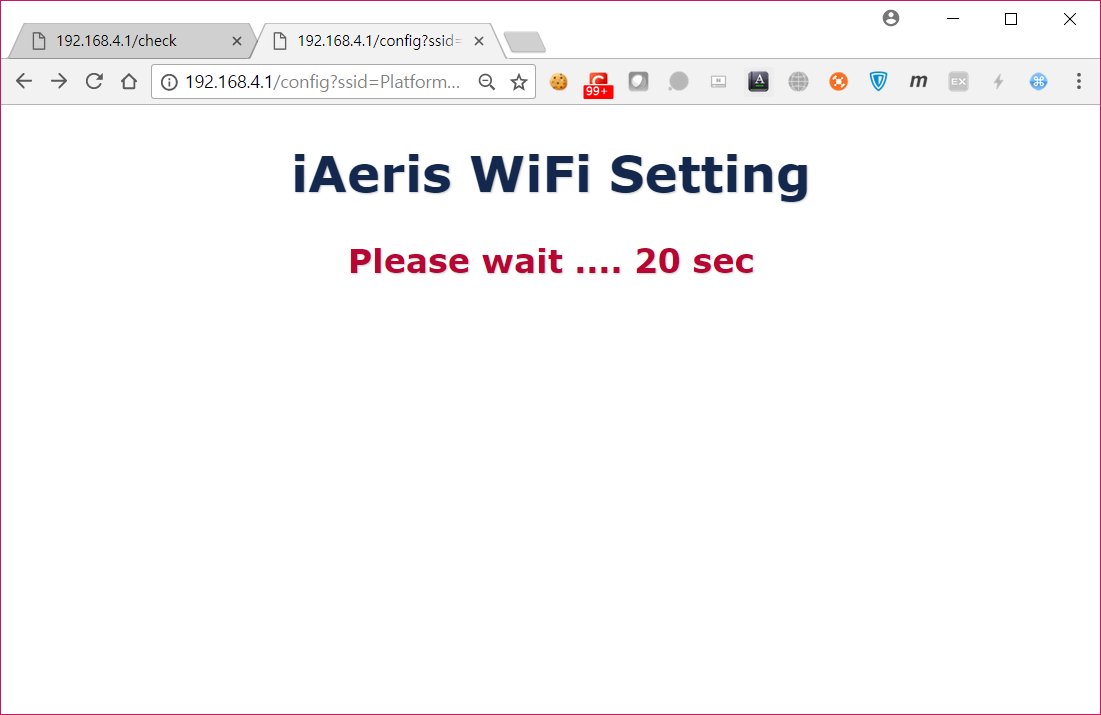 192.168.4.1/check
192.168.4.1/config?ssid=
192.168.4.1/config?ssid=Platform...
99+
A
N
m
EX
iAeris WiFi Setting
Please wait .... 20 sec